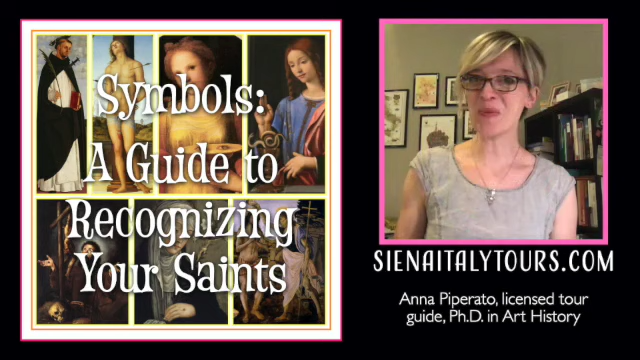 Symbols:
A Guide to
Recognizing
Your Saints
SIENAITALYTOURS.COM
Anna Piperato, licensed tour
guide, Ph.D. in Art History